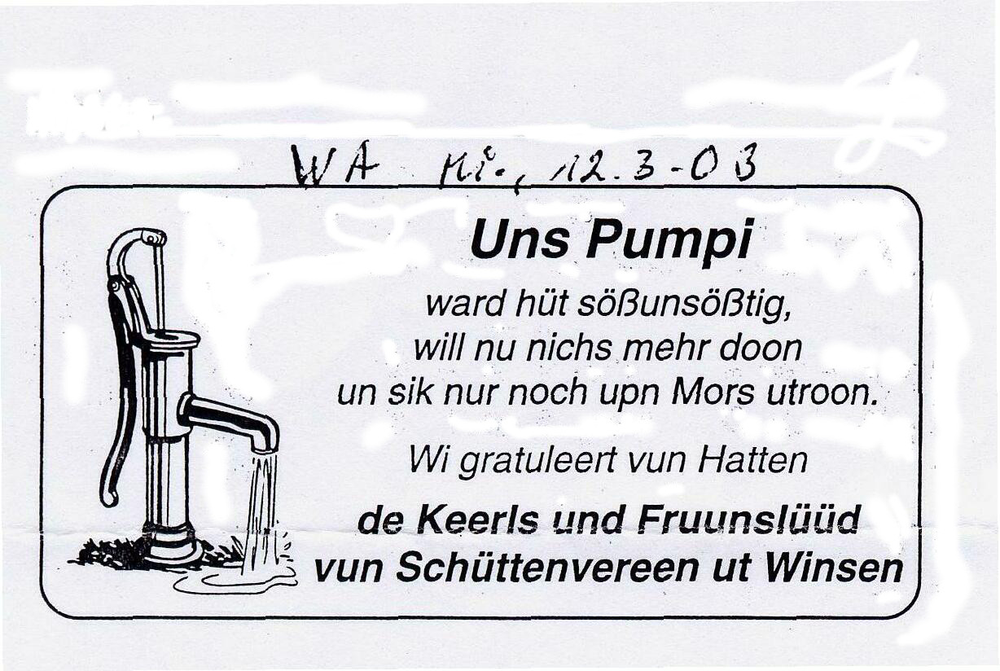 WA Mi., 12.3-03
Uns Pumpi
ward hüt sößunsößtig,
will nu nichs mehr doon
un sik nur noch upn Mors utroon.
Wi gratuleert vun Hatten
de Keerls und Fruunslüüd
vun Schüttenvereen ut Winsen